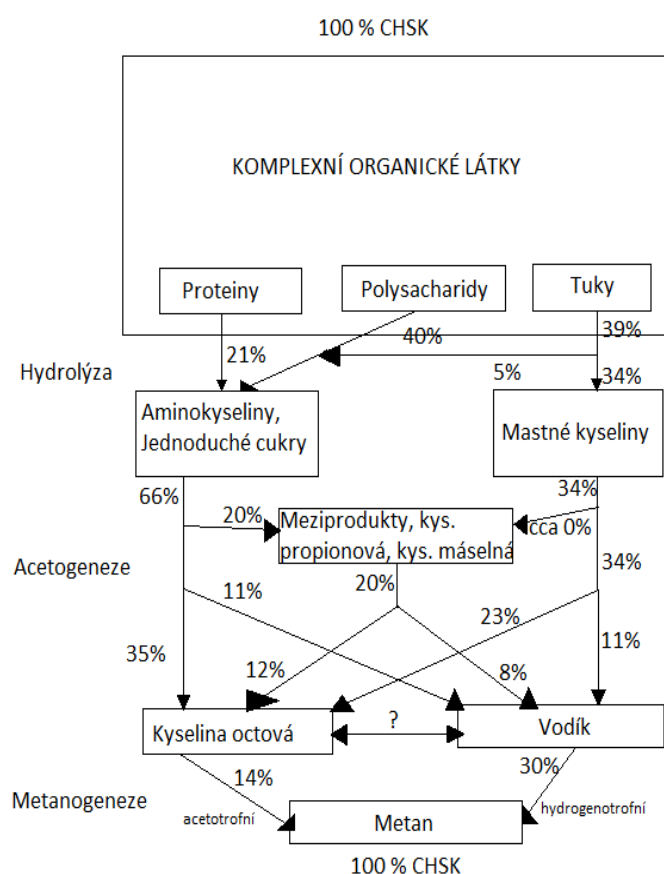 100 % CHSK
KOMPLEXNÍ ORGANICKÉ LÁTKY
Proteiny
Polysacharidy
Tuky
39%
40%
21%
Hydrolýza
5%
34%
Aminokyseliny,
Jednoduché cukry
Mastné kyseliny
66%
34%
20%
Meziprodukty, kys.
propionová, kys. máselná
cca 0%
Acetogeneze
20%
34%
11%
23%
11%
35%
12%
8%
Kyselina octová
?
Vodík
14%
30%
Metanogeneze
acetotrofní
Metan
hydrogenotrofní
100 % CHSK